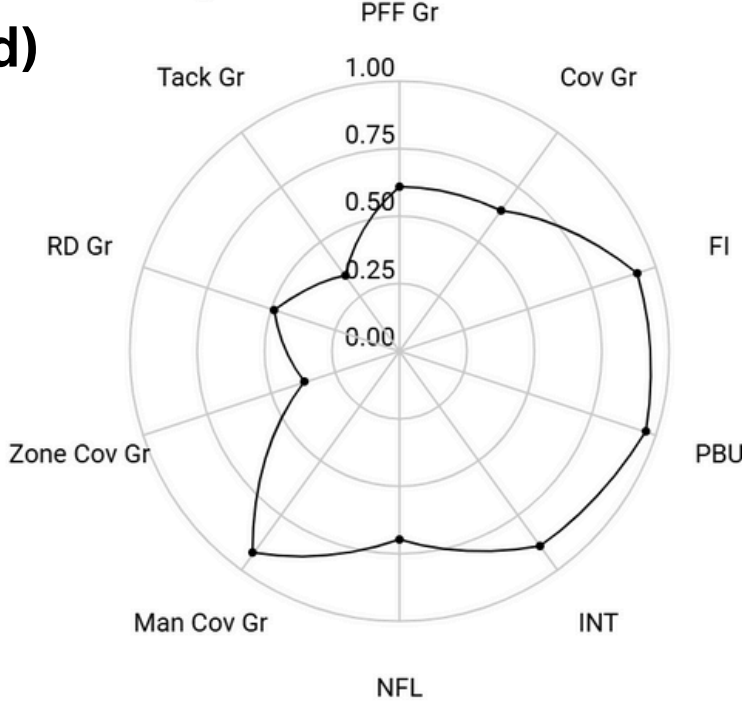 PFF Gr
d)
Tack Gr
1.00
Cov Gr
0.75
0.50
RD Gr
FI
0.25
0.00
Zone Cov Gr
PBU
Man Cov Gr
INT
NFL